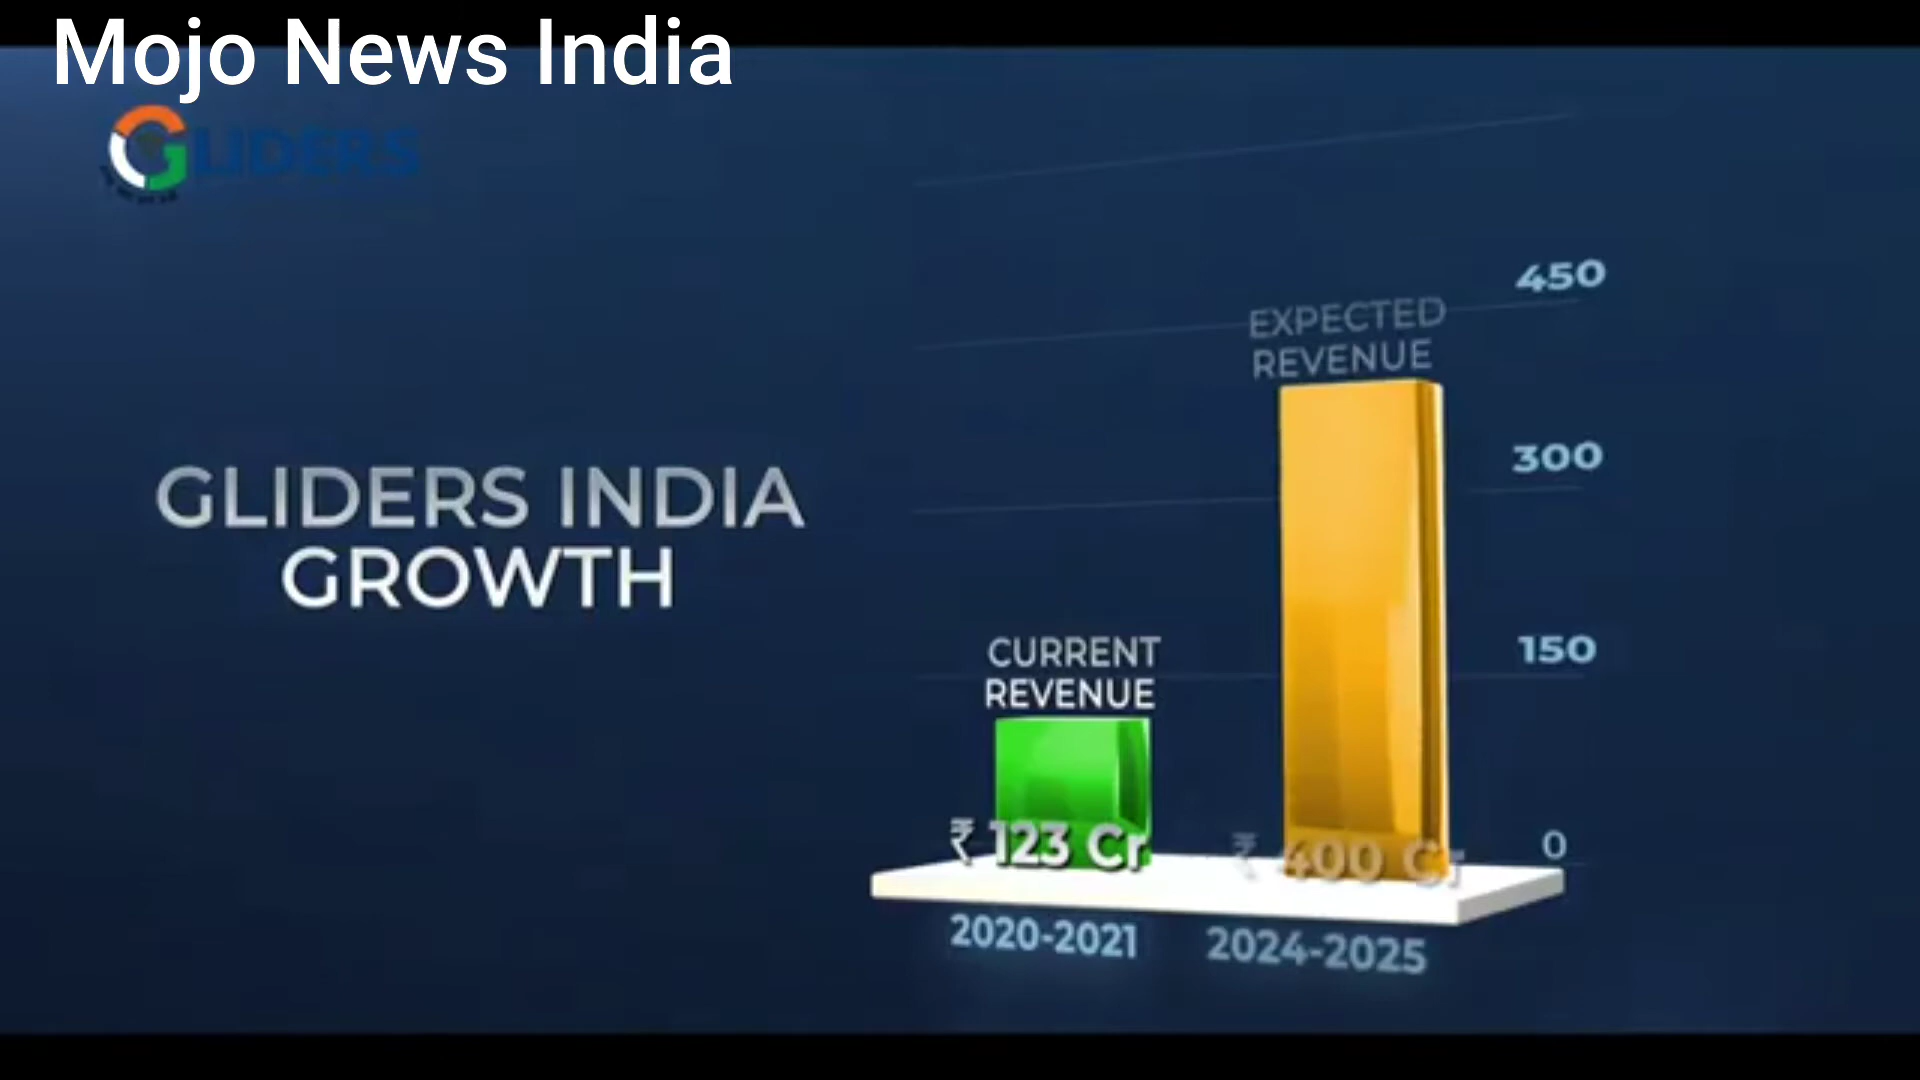 Mojo News India
GLIDERS
450
EXPECTED
REVENUE
300
GLIDERS INDIA
GROWTH
CURRENT
REVENUE
150
₹ 123 Cr
₹ 400 Cr
0
2020-2021
2024-2025